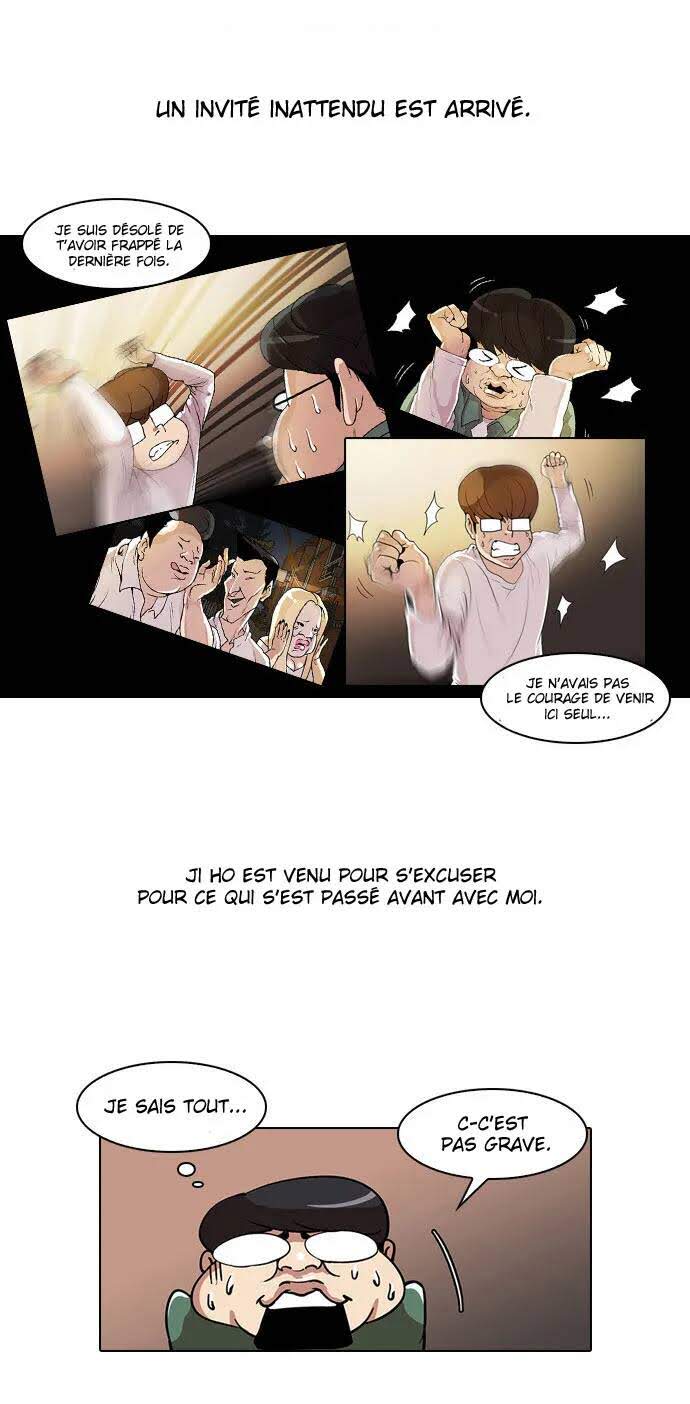 UN INVITÉ INATTENDU EST ARRIVÉ.
JE SUIS DÉSOLÉ DE
T'AVOIR FRAPPÉ LA
DERNIÈRE FOIS.
JE N'AVAIS PAS
LE COURAGE DE VENIR
ICI SEUL...
JI HO EST VENU POUR S'EXCUSER
POUR CE QUI S'EST PASSÉ AVANT AVEC MOI.
JE SAIS TOUT...
C-C'EST
PAS GRAVE.